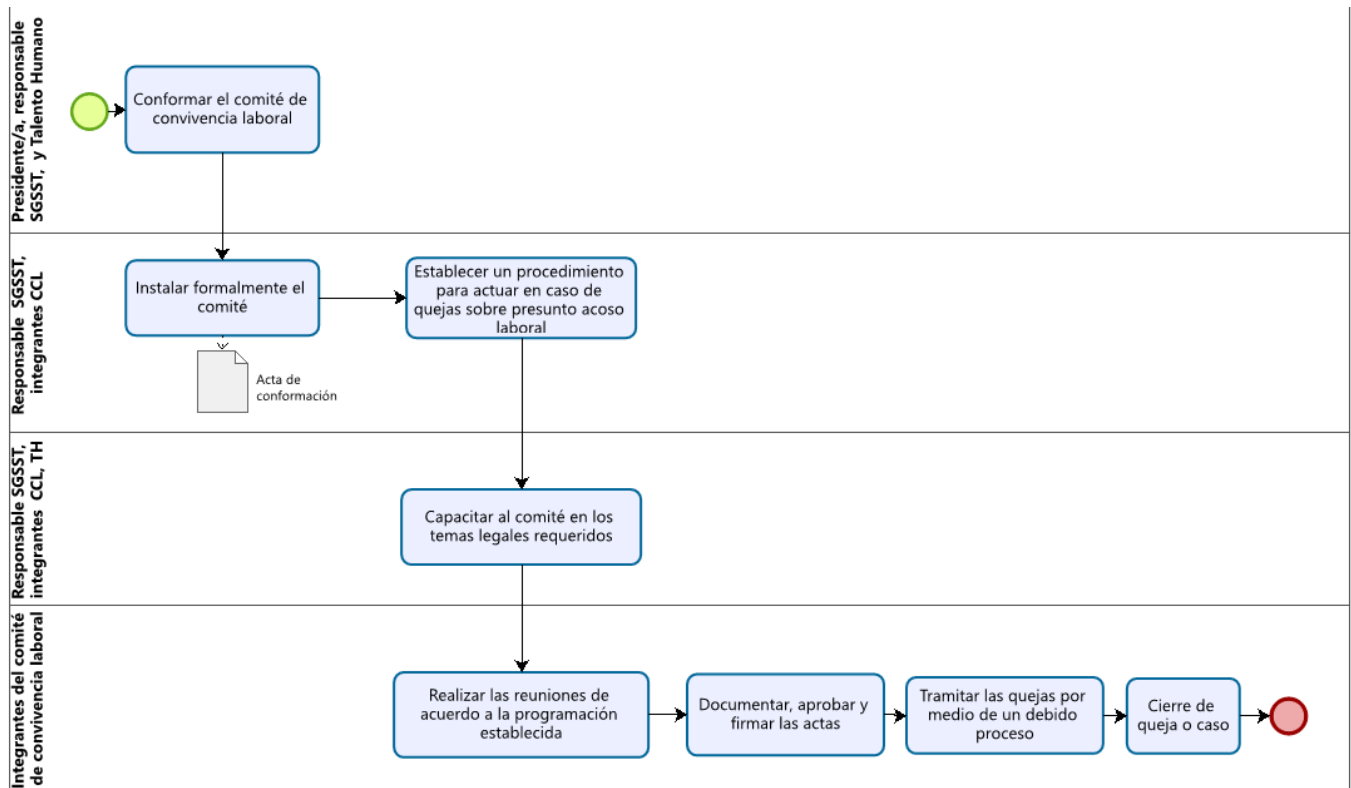 Presidente/a, responsable
SGSST, y Talento Humano
Conformar el comité de
convivencia laboral
Responsable SGSST,
integrantes CCL
Instalar formalmente el
comité
Establecer un procedimiento
para actuar en caso de
quejas sobre presunto acoso
laboral
Acta de
conformación
Responsable SGSST,
integrantes CCL, TH
Capacitar al comité en los
temas legales requeridos
Integrantes del comité
de convivencia laboral
Realizar las reuniones de
acuerdo a la programación
establecida
Documentar, aprobar y
firmar las actas
Tramitar las quejas por
medio de un debido
proceso
Cierre de
queja o caso